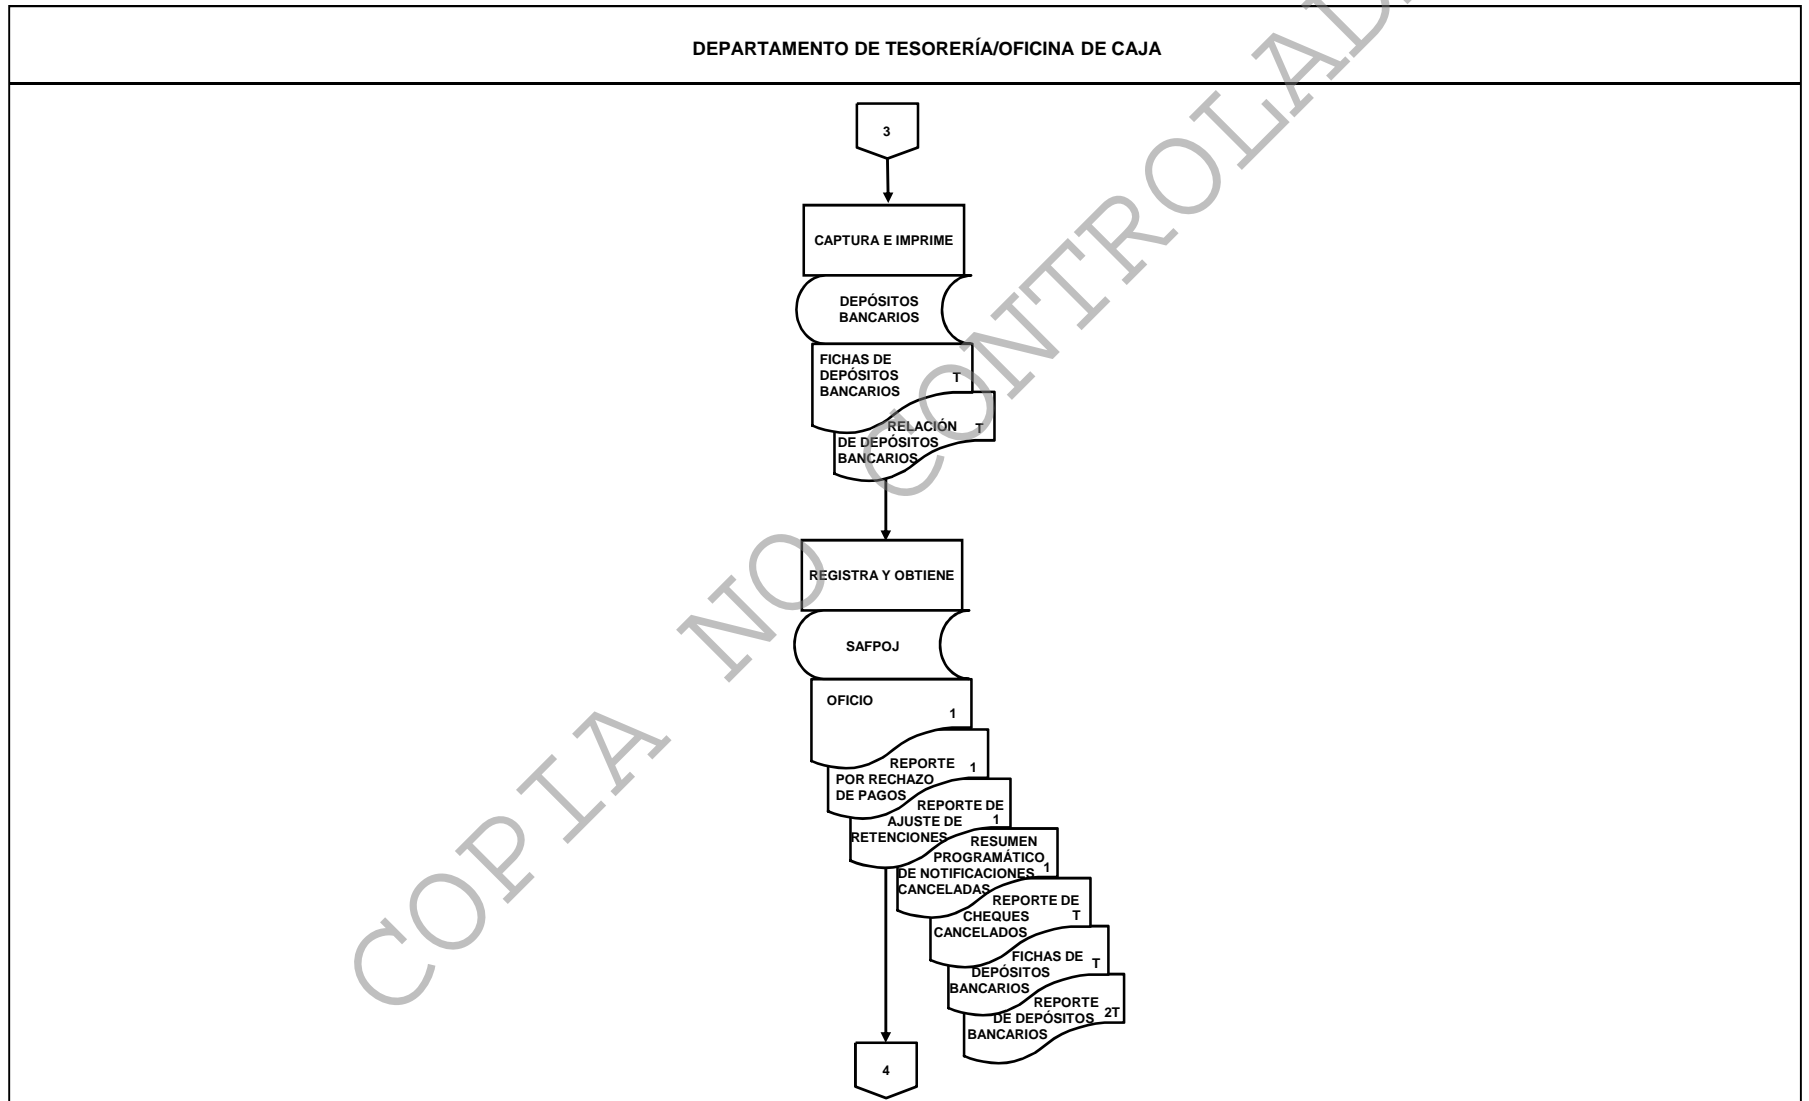 DEPARTAMENTO DE TESORERÍA/OFICINA DE CAJA
3
CAPTURA E IMPRIME
DEPÓSITOS
BANCARIOS
FICHAS DE
DEPÓSITOS
BANCARIOS
T
RELACIÓN T
DE DEPÓSITOS
BANCARIOS
REGISTRA Y OBTIENE
SAFPOJ
OFICIO
1
REPORTE 1
POR RECHAZO
DE PAGOS
REPORTE DE
AJUSTE DE 1
RETENCIONES
RESUMEN
PROGRAMÁTICO
DE NOTIFICACIONES 1
CANCELADAS
REPORTE DE
CHEQUES T
CANCELADOS
FICHAS DE T
DEPÓSITOS
BANCARIOS
REPORTE
DE DEPÓSITOS 2T
BANCARIOS
4
COPIA NO CONTROLAD